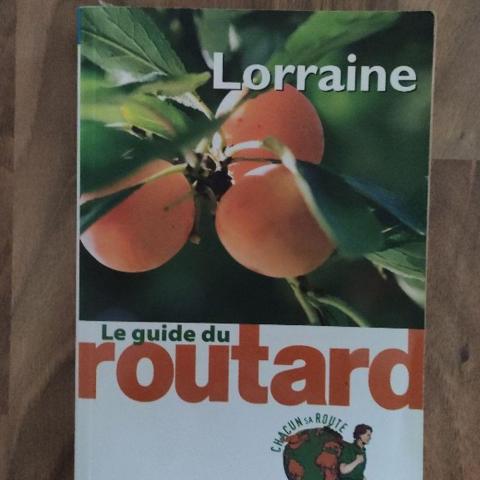 Lorraine
Le guide du
routard
CHACUN SA ROUTE